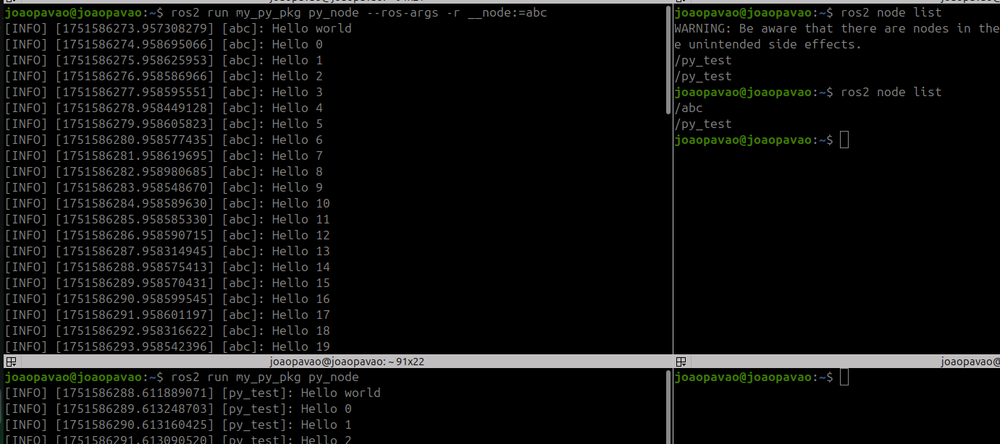 joaopavao@joaopavao:~$ ros2 run my_py_pkg py_node --ros-args -r __node:=abc
[INFO] [1751586273.957308279] [abc]: Hello world
[INFO] [1751586274.958695066] [abc]: Hello 0
[INFO] [1751586275.958625953] [abc]: Hello 1
[INFO] [1751586276.958586966] [abc]: Hello 2
[INFO] [1751586277.958595551] [abc]: Hello 3
[INFO] [1751586278.958449128] [abc]: Hello 4
[INFO] [1751586279.958605823] [abc]: Hello 5
[INFO] [1751586280.958577435] [abc]: Hello 6
[INFO] [1751586281.958619695] [abc]: Hello 7
[INFO] [1751586282.958980685] [abc]: Hello 8
[INFO] [1751586283.958548670] [abc]: Hello 9
[INFO] [1751586284.958589630] [abc]: Hello 10
[INFO] [1751586285.958585330] [abc]: Hello 11
[INFO] [1751586286.958590715] [abc]: Hello 12
[INFO] [1751586287.958314945] [abc]: Hello 13
[INFO] [1751586288.958575413] [abc]: Hello 14
[INFO] [1751586289.958570431] [abc]: Hello 15
[INFO] [1751586290.958599545] [abc]: Hello 16
[INFO] [1751586291.958601197] [abc]: Hello 17
[INFO] [1751586292.958316622] [abc]: Hello 18
[INFO] [1751586293.958542396] [abc]: Hello 19
joaopavao@joaopavao:~$ ros2 node list
WARNING: Be aware that there are nodes in the
e unintended side effects.
/py_test
/py_test
joaopavao@joaopavao:~$ ros2 node list
/abc
/py_test
joaopavao@joaopavao:~$
joaopavao@joaopavao: ~ 91x22
joaopavao@joaopavao:~$ ros2 run my_py_pkg py_node
[INFO] [1751586288.611889071] [py_test]: Hello world
[INFO] [1751586289.613248703] [py_test]: Hello 0
[INFO] [1751586290.613160425] [py_test]: Hello 1
[INFO] [1751586291.613090520] [py_test]: Hello 2
joaopavao@
joaopavao@joaopavao:~$